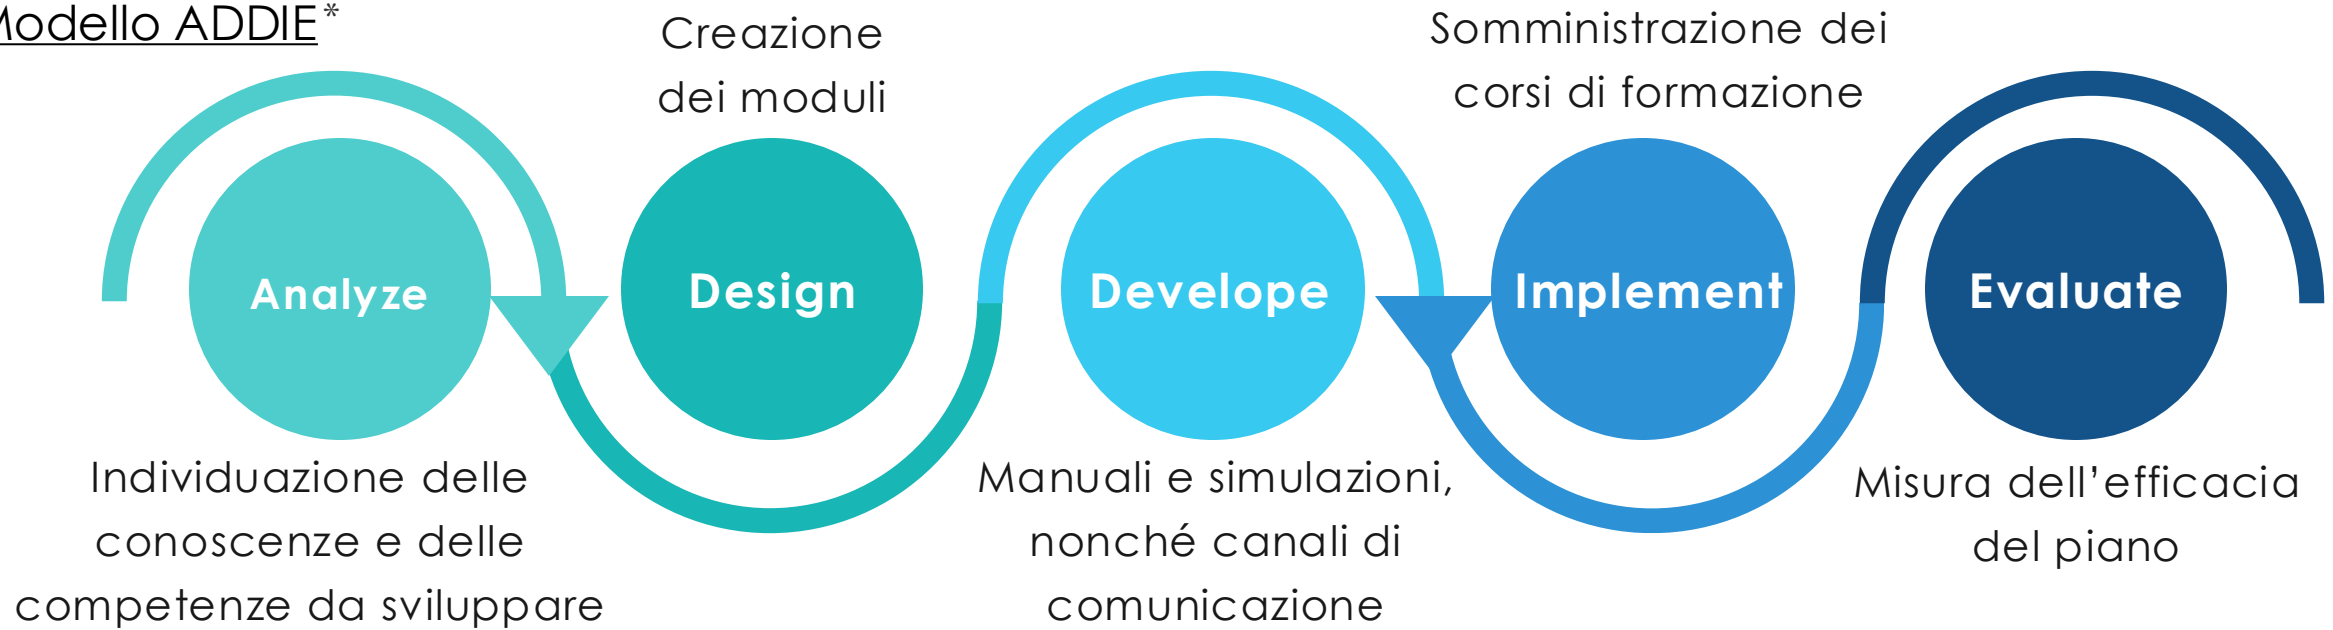 Modello ADDIE*
Creazione
dei moduli
Somministrazione dei
corsi di formazione
Analyze
Design
Develope
Implement
Evaluate
Individuazione delle
conoscenze e delle
competenze da sviluppare
Manuali e simulazioni,
nonché canali di
comunicazione
Misura dell’efficacia
del piano